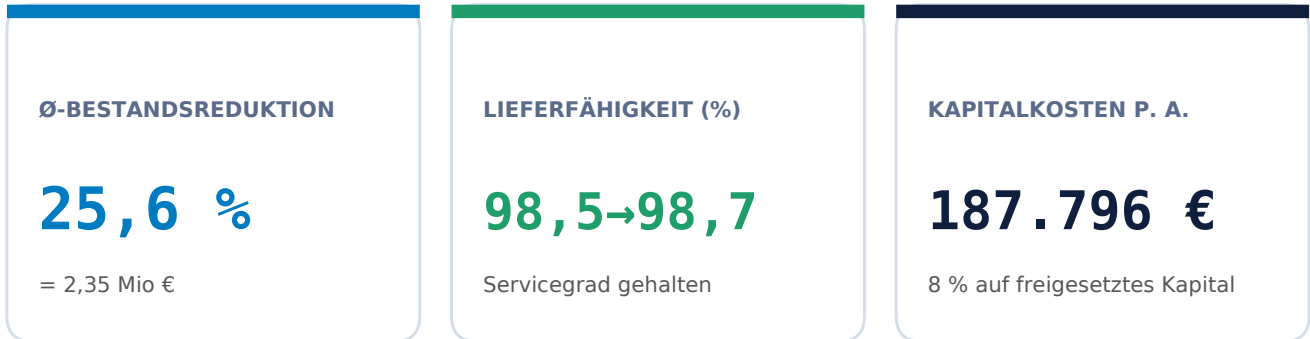 Ø-BESTANDSREDUKTION
25,6 %
= 2,35 Mio €
LIEFERFÄHIGKEIT (%)
98,5→98,7
Servicegrad gehalten
KAPITALKOSTEN P. A.
187.796 €
8 % auf freigesetztes Kapital